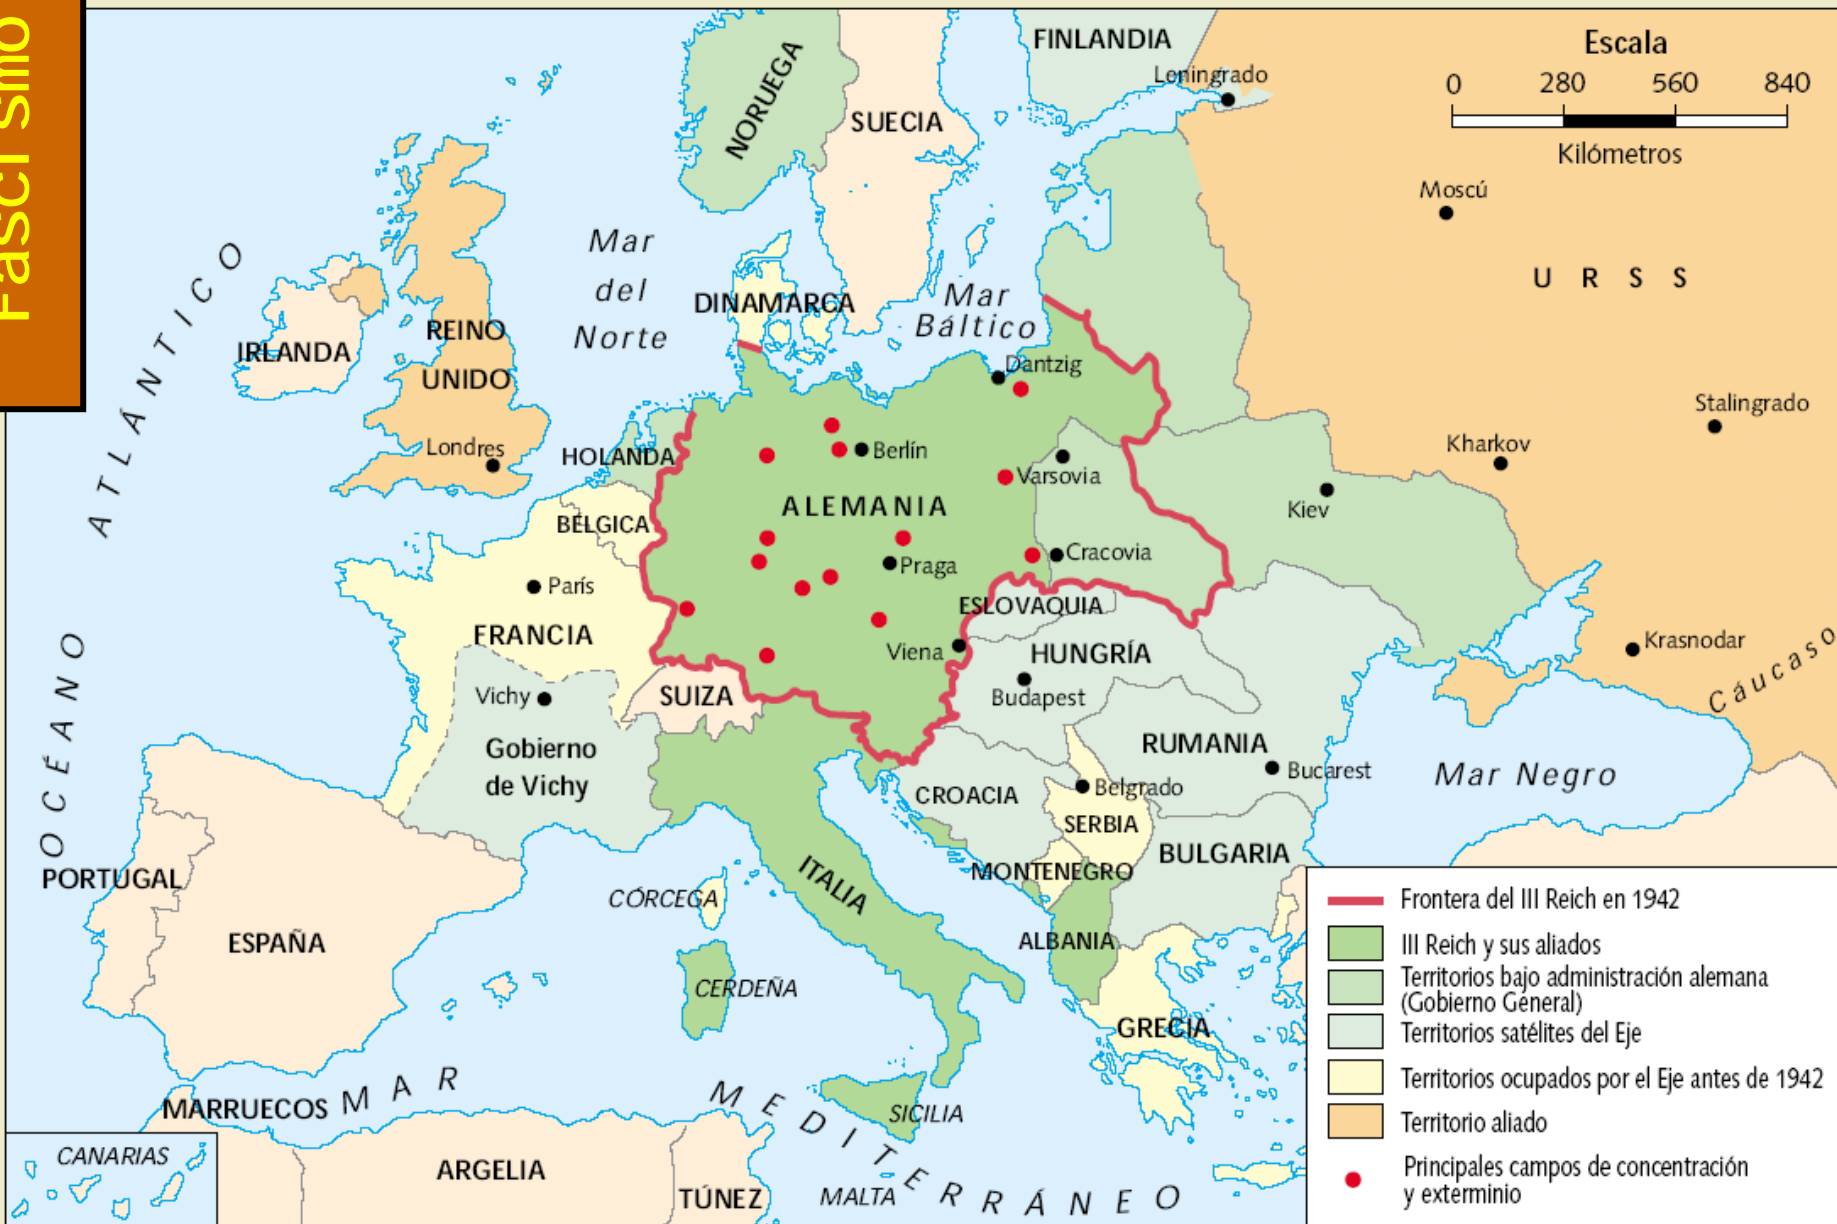 Fascismo
NORUEGA
SUECIA
FINLANDIA
Leningrado
Escala
0 280 560 840
Kilómetros
Moscú
URSS
Stalingrado
Kharkov
Kiev
Krasnodar
Cáucaso
OCÉANO ATLÁNTICO
Mar
del
Norte
Mar
Báltico
DINAMARCA
IRLANDA
REINO
UNIDO
Londres
HOLANDA
BÉLGICA
Dantzig
Berlín
Varsovia
ALEMANIA
Praga
Cracovia
París
FRANCIA
ESLOVAQUIA
Viena
HUNGRÍA
Budapest
Vichy
SUIZA
Gobierno
de Vichy
RUMANIA
Bucarest
Mar Negro
CROACIA
Belgrado
SERBIA
MONTENEGRO
BULGARIA
ITALIA
ALBANIA
GRECIA
PORTUGAL
ESPAÑA
CÓRCEGA
CERDEÑA
SICILIA
MAR MEDITERRÁNEO
MARRUECOS
CANARIAS
ARGELIA
TÚNEZ
MALTA
Frontera del III Reich en 1942
III Reich y sus aliados
Territorios bajo administración alemana
(Gobierno General)
Territorios satélites del Eje
Territorios ocupados por el Eje antes de 1942
Territorio aliado
Principales campos de concentración
y exterminio